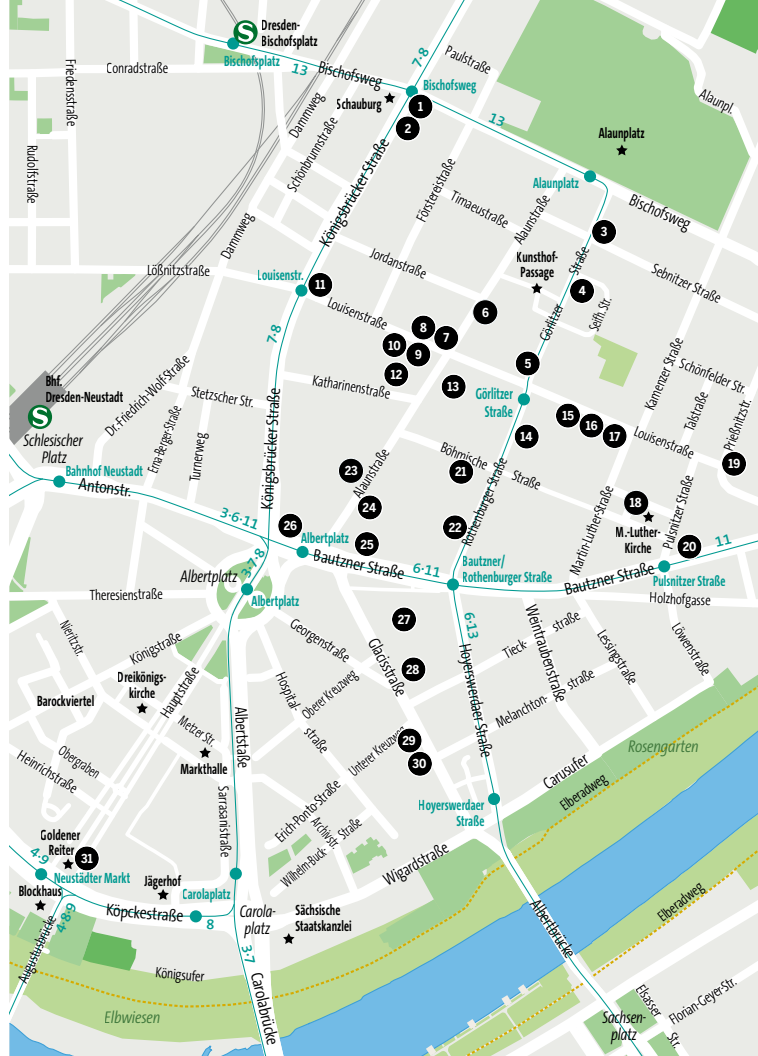 S
Dresden-
Bischofsplatz
Bischofsplatz
Conradstraße
Friedensstraße
Rudolfstraße
13
Bischofsweg
7·8
Paulstraße
Bischofsweg
Schauburg
1
2
13
Alaunpl.
Alaunplatz
Alaunplatz
Bischofsweg
Dammweg
Schönbrunnstraße
Königsbrücker Straße
Förstereistraße
Timaeustraße
Alaunstraße
3
Sebnitzer Straße
Dammweg
Lößnitzstraße
Jordanstraße
Kunsthof-
Passage
Görlitzer
Straße
4
Seifh. Str.
Louisenstr.
11
Louisenstraße
7·8
6
8
7
10
9
12
5
13
Katharinenstraße
Görlitzer
Straße
Kamenzer Straße
Schönfelder Str.
Talstraße
Prießnitzstr.
Bhf.
Dresden-Neustadt
S
Schlesischer
Platz
Dr.-Friedrich-Wolf-Straße
Stetzscher Str.
Erna-Berger-Straße
Turnerweg
Königsbrücker Straße
15
16
17
Louisenstraße
14
19
Böhmische
Straße
21
23
Alaunstraße
24
Rothenburger Straße
22
Bahnhof Neustadt
Antonstr.
3·6·11
26
25
Albertplatz
Bautzner Straße
6·11
Bautzner/
Rothenburger Straße
Martin-Luther-Straße
18
M.-Luther-
Kirche
Pulsnitzer Straße
20
11
Bautzner Straße
Pulsnitzer Straße
Holzhofgasse
3·7·8
Albertplatz
Albertplatz
Theresienstraße
Nieritzstr.
Königstraße
Georgenstraße
Glacisstraße
27
28
6·13
Hoyerswerdaer Straße
Tieck-
straße
Weintraubenstraße
Lessingstraße
Löwenstraße
Melanchton-
straße
Dreikönigs-
kirche
Barockviertel
Hauptstraße
Metzer Str.
Markthalle
Albertstaße
Hospital-
straße
Oberer Kreuzweg
Unterer Kreuzweg
29
30
Obergraben
Heinrichstraße
Sarrasanistraße
Erich-Ponto-Straße
Archivstr.
Wilhelm-Buck-
Straße
Carusufer
Rosengarten
Elberadweg
Hoyerswerdaer
Straße
Wigardstraße
Goldener
Reiter
31
4·9
Neustädter Markt
Blockhaus
Jägerhof
Carolaplatz
Köpckestraße
8
Carola-
platz
Sächsische
Staatskanzlei
4·8·9
Augustusbrücke
3·7
Carolabrücke
Königsufer
Elbwiesen
Albertbrücke
Elberadweg
Sachsen-
platz
Elsässer
Str.
Florian-Geyer-Str.